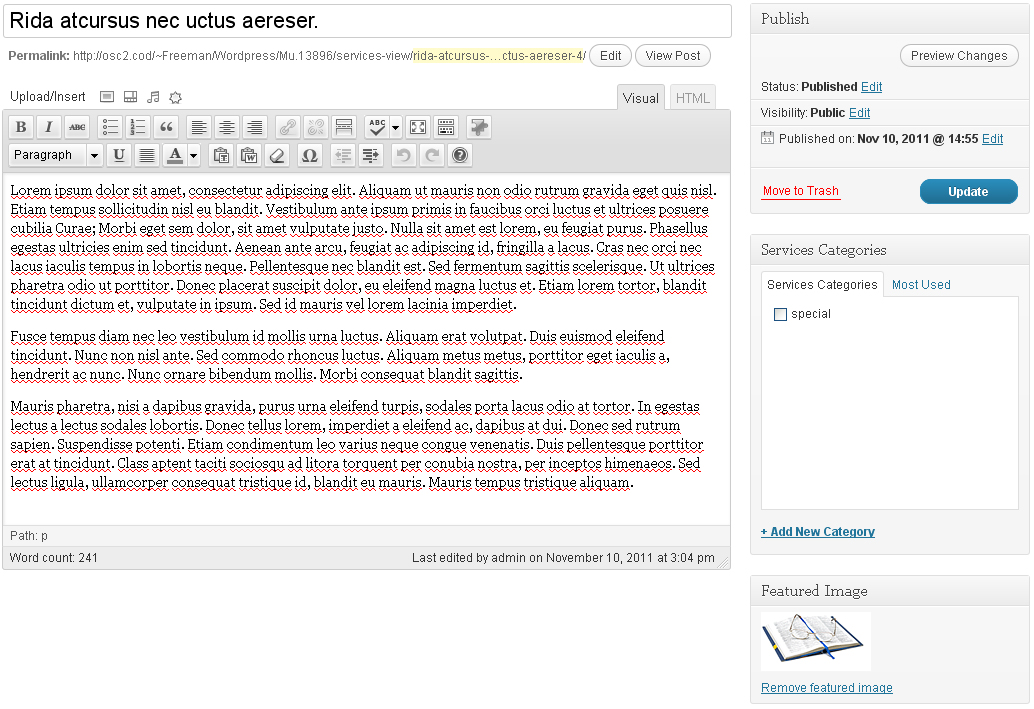 Rida atcursus nec uctus aereser.
Permalink: http://osc2.cod/~Freeman/Wordpress/Mu.13896/services-view/rida-atcursus-...ctus-aereser-4/ Edit View Post
Upload/Insert Visual HTML
B I ABC ABC
Paragraph U A T W Ω ?
Lorem ipsum dolor sit amet, consectetur adipiscing elit. Aliquam ut mauris non odio rutrum gravida eget quis nisl.
Etiam tempus sollicitudin nisl eu blandit. Vestibulum ante ipsum primis in faucibus orci luctus et ultrices posuere
cubilia Curae; Morbi eget sem dolor, sit amet vulputate justo. Nulla sit amet est lorem, eu feugiat purus. Phasellus
egestas ultricies enim sed tincidunt. Aenean ante arcu, feugiat ac adipiscing id, fringilla a lacus. Cras nec orci nec
lacus iaculis tempus in lobortis neque. Pellentesque nec blandit est. Sed fermentum sagittis scelerisque. Ut ultrices
pharetra odio ut porttitor. Donec placerat suscipit dolor, eu eleifend magna luctus et. Etiam lorem tortor, blandit
tincidunt dictum et, vulputate in ipsum. Sed id mauris vel lorem lacinia imperdiet.
Fusce tempus diam nec leo vestibulum id mollis urna luctus. Aliquam erat volutpat. Duis euismod eleifend
tincidunt. Nunc non nisl ante. Sed commodo rhoncus luctus. Aliquam metus metus, porttitor eget iaculis a,
hendrerit ac nunc. Nunc ornare bibendum mollis. Morbi consequat blandit sagittis.
Mauris pharetra, nisi a dapibus gravida, purus urna eleifend turpis, sodales porta lacus odio at tortor. In egestas
lectus a lectus sodales lobortis. Donec tellus lorem, imperdiet a eleifend ac, dapibus at dui. Donec sed rutrum
sapien. Suspendisse potenti. Etiam condimentum leo varius neque congue venenatis. Duis pellentesque porttitor
erat at tincidunt. Class aptent taciti sociosqu ad litora torquent per conubia nostra, per inceptos himenaeos. Sed
lectus ligula, ullamcorper consequat tristique id, blandit eu mauris. Mauris tempus tristique aliquam.
Path: p
Word count: 241 Last edited by admin on November 10, 2011 at 3:04 pm
Publish
Preview Changes
Status: Published Edit
Visibility: Public Edit
Published on: Nov 10, 2011 @ 14:55 Edit
Move to Trash Update
Services Categories
Services Categories Most Used
special
+ Add New Category
Featured Image
Remove featured image